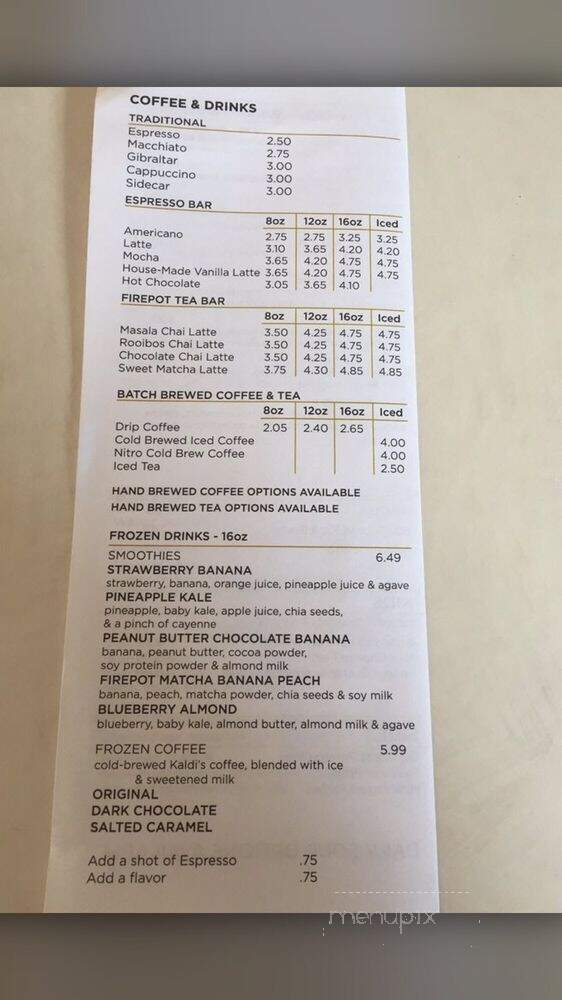 COFFEE & DRINKS
TRADITIONAL
Espresso 2.50
Macchiato 2.75
Gibraltar 3.00
Cappuccino 3.00
Sidecar 3.00
ESPRESSO BAR
8oz 12oz 16oz Iced
Americano 2.75 2.75 3.25 3.25
Latte 3.10 3.65 4.20 4.20
Mocha 3.65 4.20 4.75 4.75
House-Made Vanilla Latte 3.65 4.20 4.75 4.75
Hot Chocolate 3.05 3.65 4.10
FIREPOT TEA BAR
8oz 12oz 16oz Iced
Masala Chai Latte 3.50 4.25 4.75 4.75
Rooibos Chai Latte 3.50 4.25 4.75 4.75
Chocolate Chai Latte 3.50 4.25 4.75 4.75
Sweet Matcha Latte 3.75 4.30 4.85 4.85
BATCH BREWED COFFEE & TEA
8oz 12oz 16oz Iced
Drip Coffee 2.05 2.40 2.65
Cold Brewed Iced Coffee 4.00
Nitro Cold Brew Coffee 4.00
Iced Tea 2.50
HAND BREWED COFFEE OPTIONS AVAILABLE
HAND BREWED TEA OPTIONS AVAILABLE
FROZEN DRINKS - 16oz
SMOOTHIES 6.49
STRAWBERRY BANANA
strawberry, banana, orange juice, pineapple juice & agave
PINEAPPLE KALE
pineapple, baby kale, apple juice, chia seeds,
& a pinch of cayenne
PEANUT BUTTER CHOCOLATE BANANA
banana, peanut butter, cocoa powder,
soy protein powder & almond milk
FIREPOT MATCHA BANANA PEACH
banana, peach, matcha powder, chia seeds & soy milk
BLUEBERRY ALMOND
blueberry, baby kale, almond butter, almond milk & agave
FROZEN COFFEE 5.99
cold-brewed Kaldi's coffee, blended with ice
& sweetened milk
ORIGINAL
DARK CHOCOLATE
SALTED CARAMEL
Add a shot of Espresso .75
Add a flavor .75
menupix